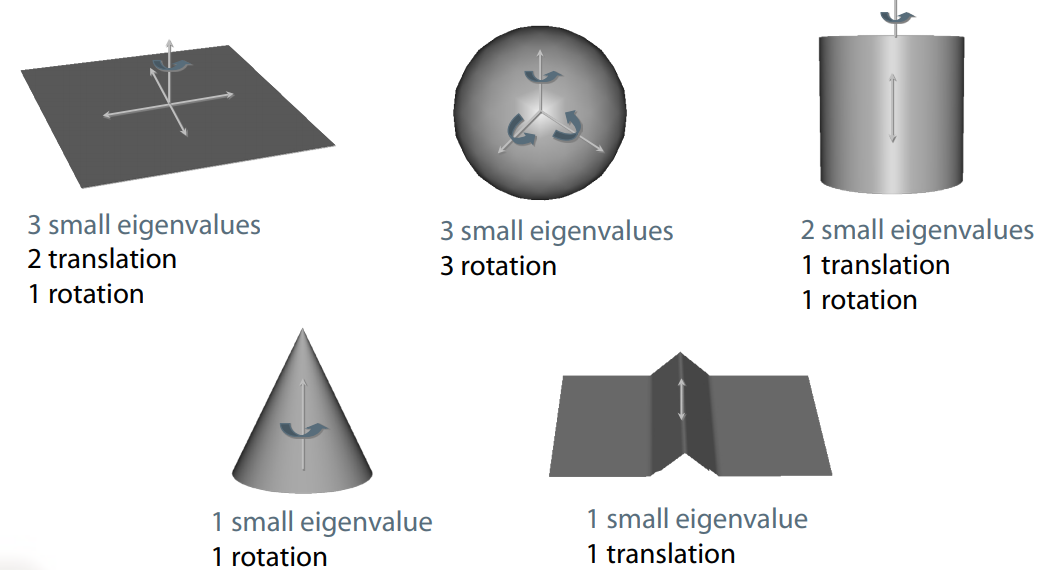 3 small eigenvalues
2 translation
1 rotation
3 small eigenvalues
3 rotation
2 small eigenvalues
1 translation
1 rotation
1 small eigenvalue
1 rotation
1 small eigenvalue
1 translation